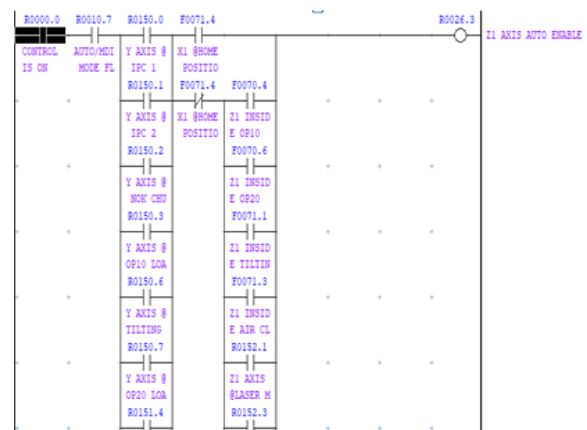 R0000.0 R0010.7 R0150.0 F0071.4 R0026.3
Z1 AXIS AUTO ENABLE
CONTROL AUTO/MDI Y AXIS @ X1 @HOME
IS ON MODE FL IPC 1 POSITIO
R0150.1 F0071.4 F0070.4
Y AXIS @ X1 @HOME Z1 INSID
IPC 2 POSITIO E OP10
R0150.2 F0070.6
Y AXIS @ Z1 INSID
NOK CHU E OP20
R0150.3 F0071.1
Y AXIS @ Z1 INSID
OP10 LOA E TILTIN
R0150.6 F0071.3
Y AXIS @ Z1 INSID
TILTING E AIR CL
R0150.7 R0152.1
Y AXIS @ Z1 AXIS
OP20 LOA @LASER M
R0151.4 R0152.3